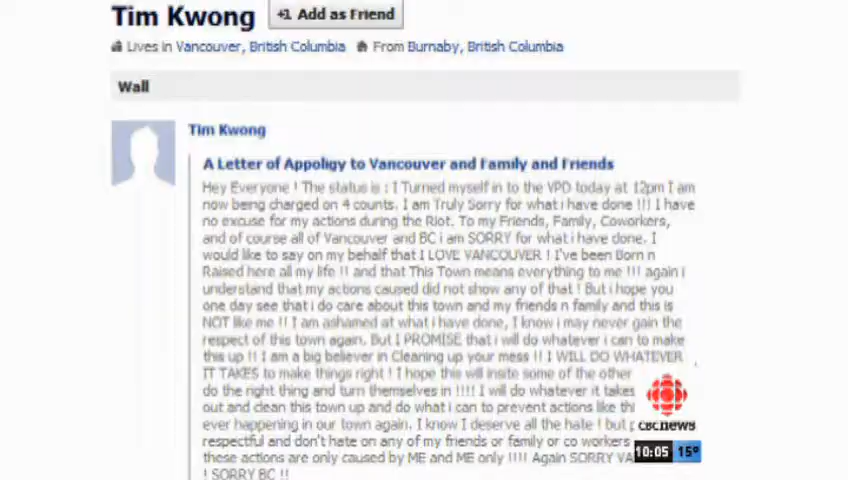 Tim Kwong +1 Add as Friend
Lives in Vancouver, British Columbia From Burnaby, British Columbia
Wall
Tim Kwong
A Letter of Appoligy to Vancouver and Family and Friends
Hey Everyone ! The status is : I Turned myself in to the VPD today at 12pm I am
now being charged on 4 counts. I am Truly Sorry for what i have done !!! I have
no excuse for my actions during the Riot. To my Friends, Family, Coworkers,
and of course all of Vancouver and BC i am SORRY for what i have done. I
would like to say on my behalf that I LOVE VANCOUVER ! I've been Born n
Raised here all my life !! and that This Town means everything to me !!! again i
understand that my actions caused did not show any of that ! But i hope you
one day see that i do care about this town and my friends n family and this is
NOT like me !! I am ashamed at what i have done, I know i may never gain the
respect of this town again. But I PROMISE that i will do whatever i can to make
this up !! I am a big believer in Cleaning up your mess !! I WILL DO WHATEVER
IT TAKES to make things right ! I hope this will insite some of the other
do the right thing and turn themselves in !!!! I will do whatever it takes
out and clean this town up and do what i can to prevent actions like thi
ever happening in our town again. I know I deserve all the hate ! but p
respectful and don't hate on any of my friends or family or co workers
these actions are only caused by ME and ME only !!!! Again SORRY VA
! SORRY BC !!
cbcnews
10:05 15°